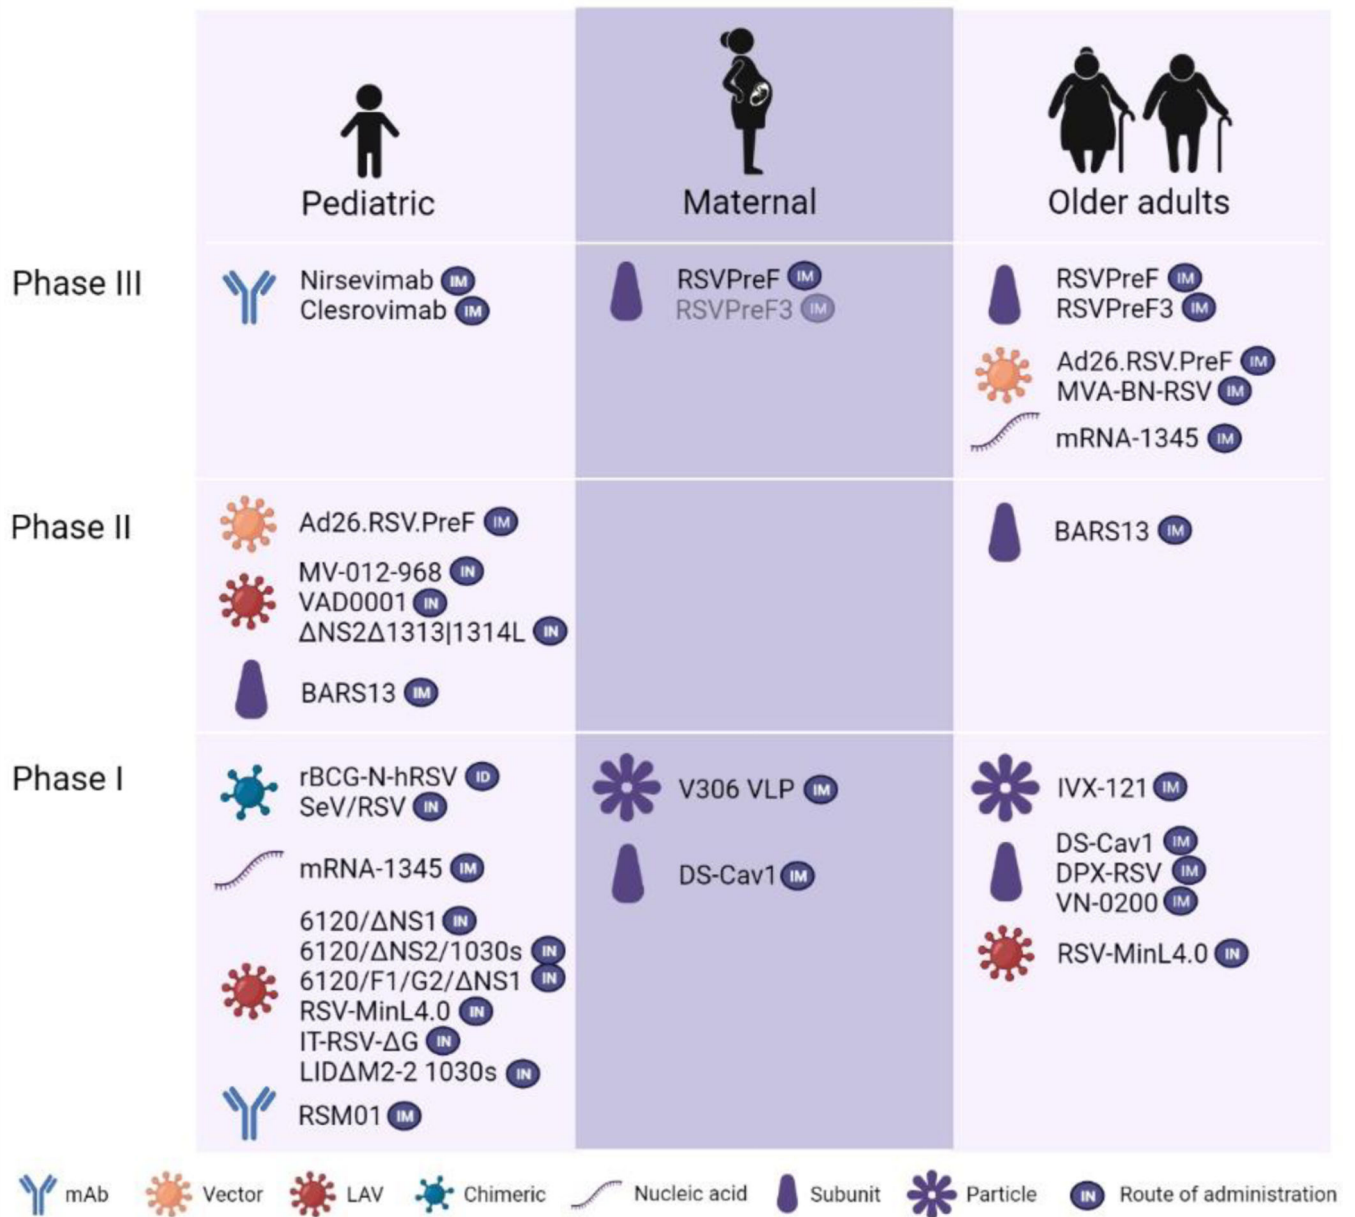 Pediatric
Maternal
Older adults
Phase III
Nirsevimab IM
Clesrovimab IM
RSVPreF IM
RSVPreF3 IM
RSVPreF IM
RSVPreF3 IM
Ad26.RSV.PreF IM
MVA-BN-RSV IM
mRNA-1345 IM
Phase II
Ad26.RSV.PreF IM
MV-012-968 IN
VAD0001 IN
ΔNS2Δ1313|1314L IN
BARS13 IM
BARS13 IM
Phase I
rBCG-N-hRSV ID
SeV/RSV IN
mRNA-1345 IM
6120/ΔNS1 IN
6120/ΔNS2/1030s IN
6120/F1/G2/ΔNS1 IN
RSV-MinL4.0 IN
IT-RSV-ΔG IN
LIDΔM2-2 1030s IN
RSM01 IM
V306 VLP IM
DS-Cav1 IM
IVX-121 IM
DS-Cav1 IM
DPX-RSV IM
VN-0200 IM
RSV-MinL4.0 IN
mAb
Vector
LAV
Chimeric
Nucleic acid
Subunit
Particle
IN Route of administration